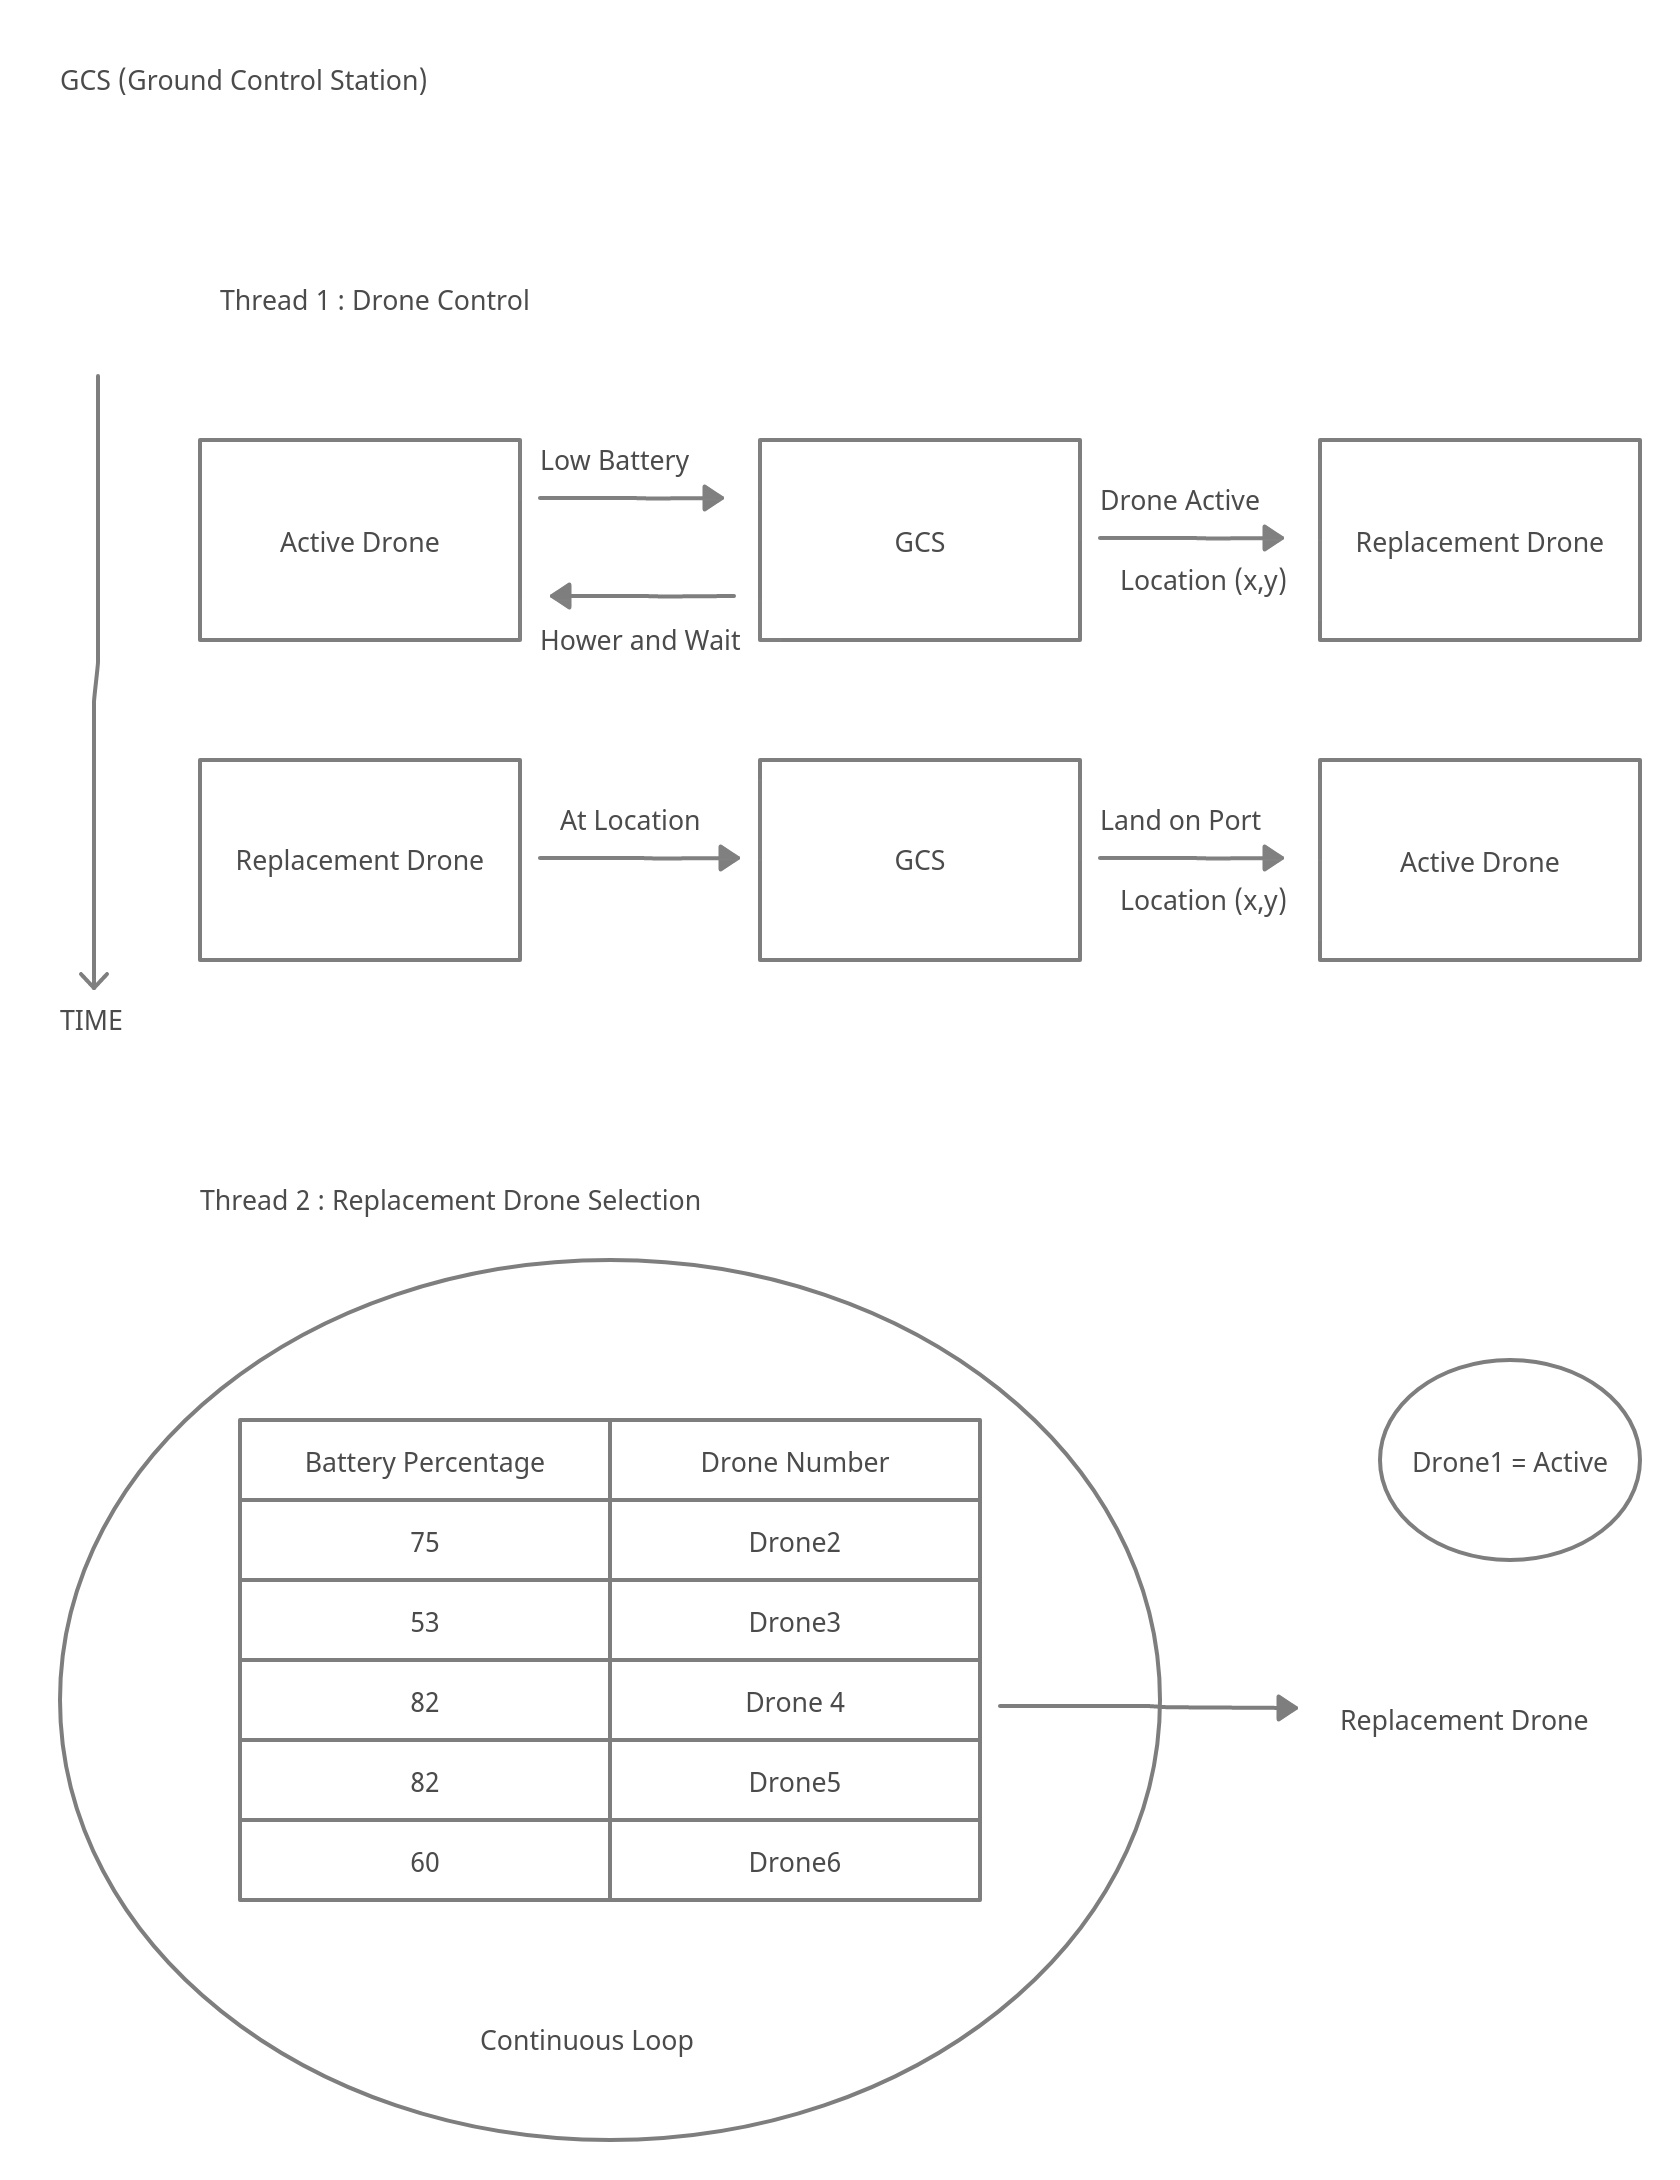 GCS (Ground Control Station)
Thread 1 : Drone Control
Low Battery
Drone Active
Active Drone
GCS
Replacement Drone
Location (x,y)
Hower and Wait
At Location
Land on Port
Replacement Drone
GCS
Active Drone
Location (x,y)
TIME
Thread 2 : Replacement Drone Selection
Battery Percentage
Drone Number
Drone1 = Active
75
Drone2
53
Drone3
82
Drone 4
Replacement Drone
82
Drone5
60
Drone6
Continuous Loop